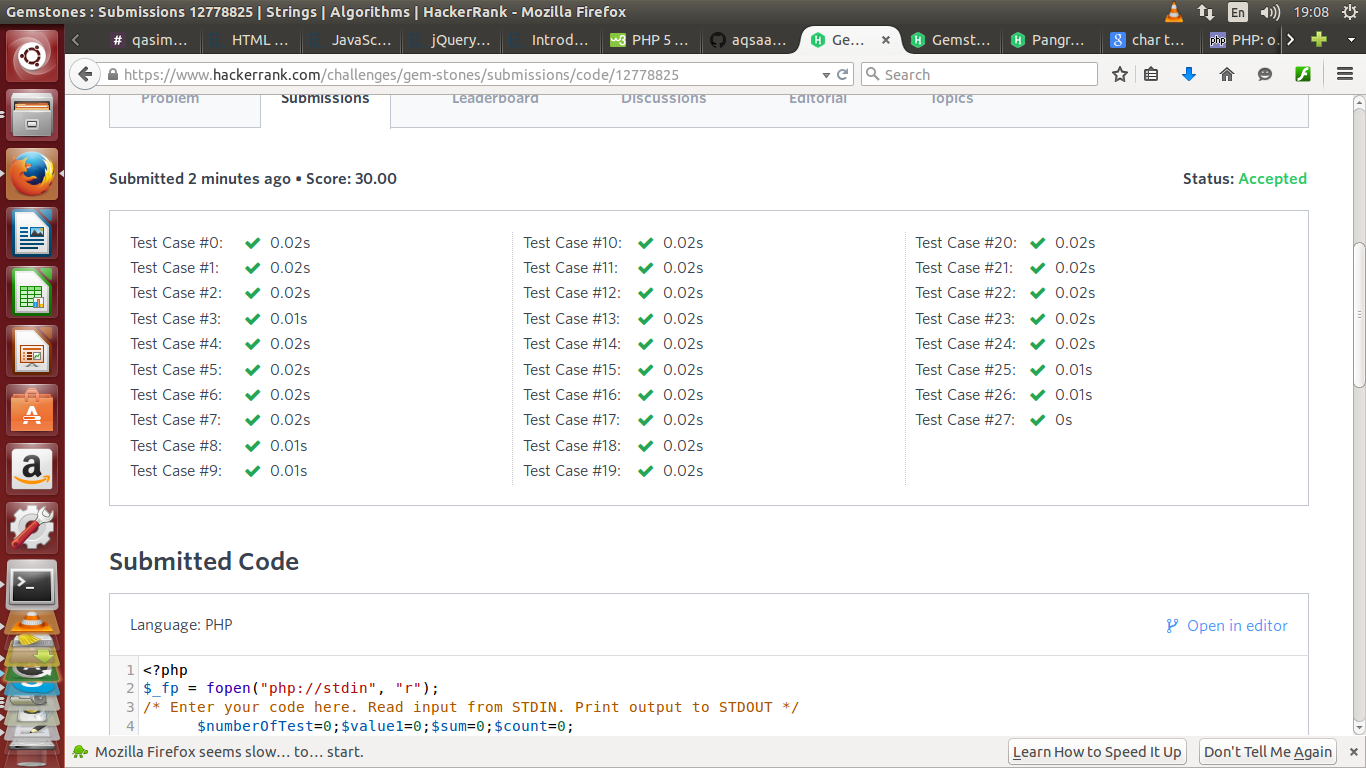 Gemstones : Submissions 12778825 | Strings | Algorithms | HackerRank - Mozilla Firefox
En 19:08
# qasim... HTML ... JavaSc... jQuery... Introd... PHP 5 ... aqsaa... Ge... Gemst... Pangr... char t... PHP: o.
https://www.hackerrank.com/challenges/gem-stones/submissions/code/12778825 Search
Problem Submissions Leaderboard Discussions Editorial Topics
Submitted 2 minutes ago • Score: 30.00 Status: Accepted
Test Case #0: 0.02s
Test Case #1: 0.02s
Test Case #2: 0.02s
Test Case #3: 0.01s
Test Case #4: 0.02s
Test Case #5: 0.02s
Test Case #6: 0.02s
Test Case #7: 0.02s
Test Case #8: 0.01s
Test Case #9: 0.01s
Test Case #10: 0.02s
Test Case #11: 0.02s
Test Case #12: 0.02s
Test Case #13: 0.02s
Test Case #14: 0.02s
Test Case #15: 0.02s
Test Case #16: 0.02s
Test Case #17: 0.02s
Test Case #18: 0.02s
Test Case #19: 0.02s
Test Case #20: 0.02s
Test Case #21: 0.02s
Test Case #22: 0.02s
Test Case #23: 0.02s
Test Case #24: 0.02s
Test Case #25: 0.01s
Test Case #26: 0.01s
Test Case #27: 0s
Submitted Code
Language: PHP Open in editor
1 <?php
2 $_fp = fopen("php://stdin", "r");
3 /* Enter your code here. Read input from STDIN. Print output to STDOUT */
4 $numberOfTest=0;$value1=0;$sum=0;$count=0;
Mozilla Firefox seems slow... to... start. Learn How to Speed It Up Don't Tell Me Again